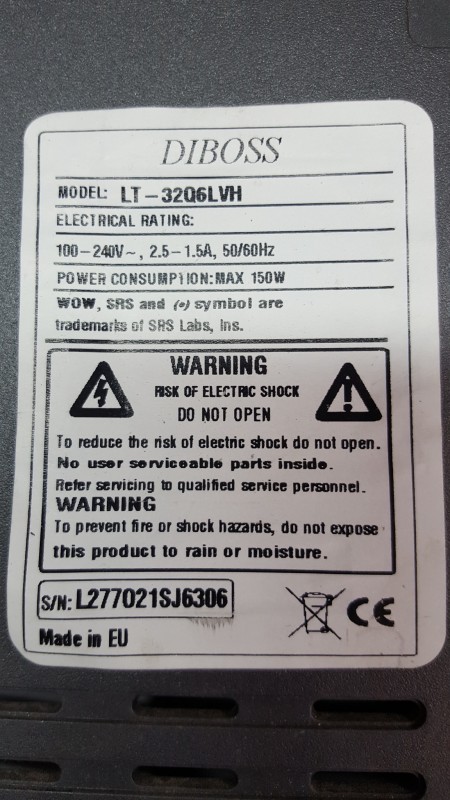 DIBOSS
MODEL: LT-32Q6LVH
ELECTRICAL RATING:
100-240V~, 2.5-1.5A, 50/60Hz
POWER CONSUMPTION: MAX 150W
WOW, SRS and (●) symbol are
trademarks of SRS Labs, Ins.
WARNING
RISK OF ELECTRIC SHOCK
DO NOT OPEN
To reduce the risk of electric shock do not open.
No user serviceable parts inside.
Refer servicing to qualified service personnel.
WARNING
To prevent fire or shock hazards, do not expose
this product to rain or moisture.
S/N: L277021SJ6306
CE
Made in EU